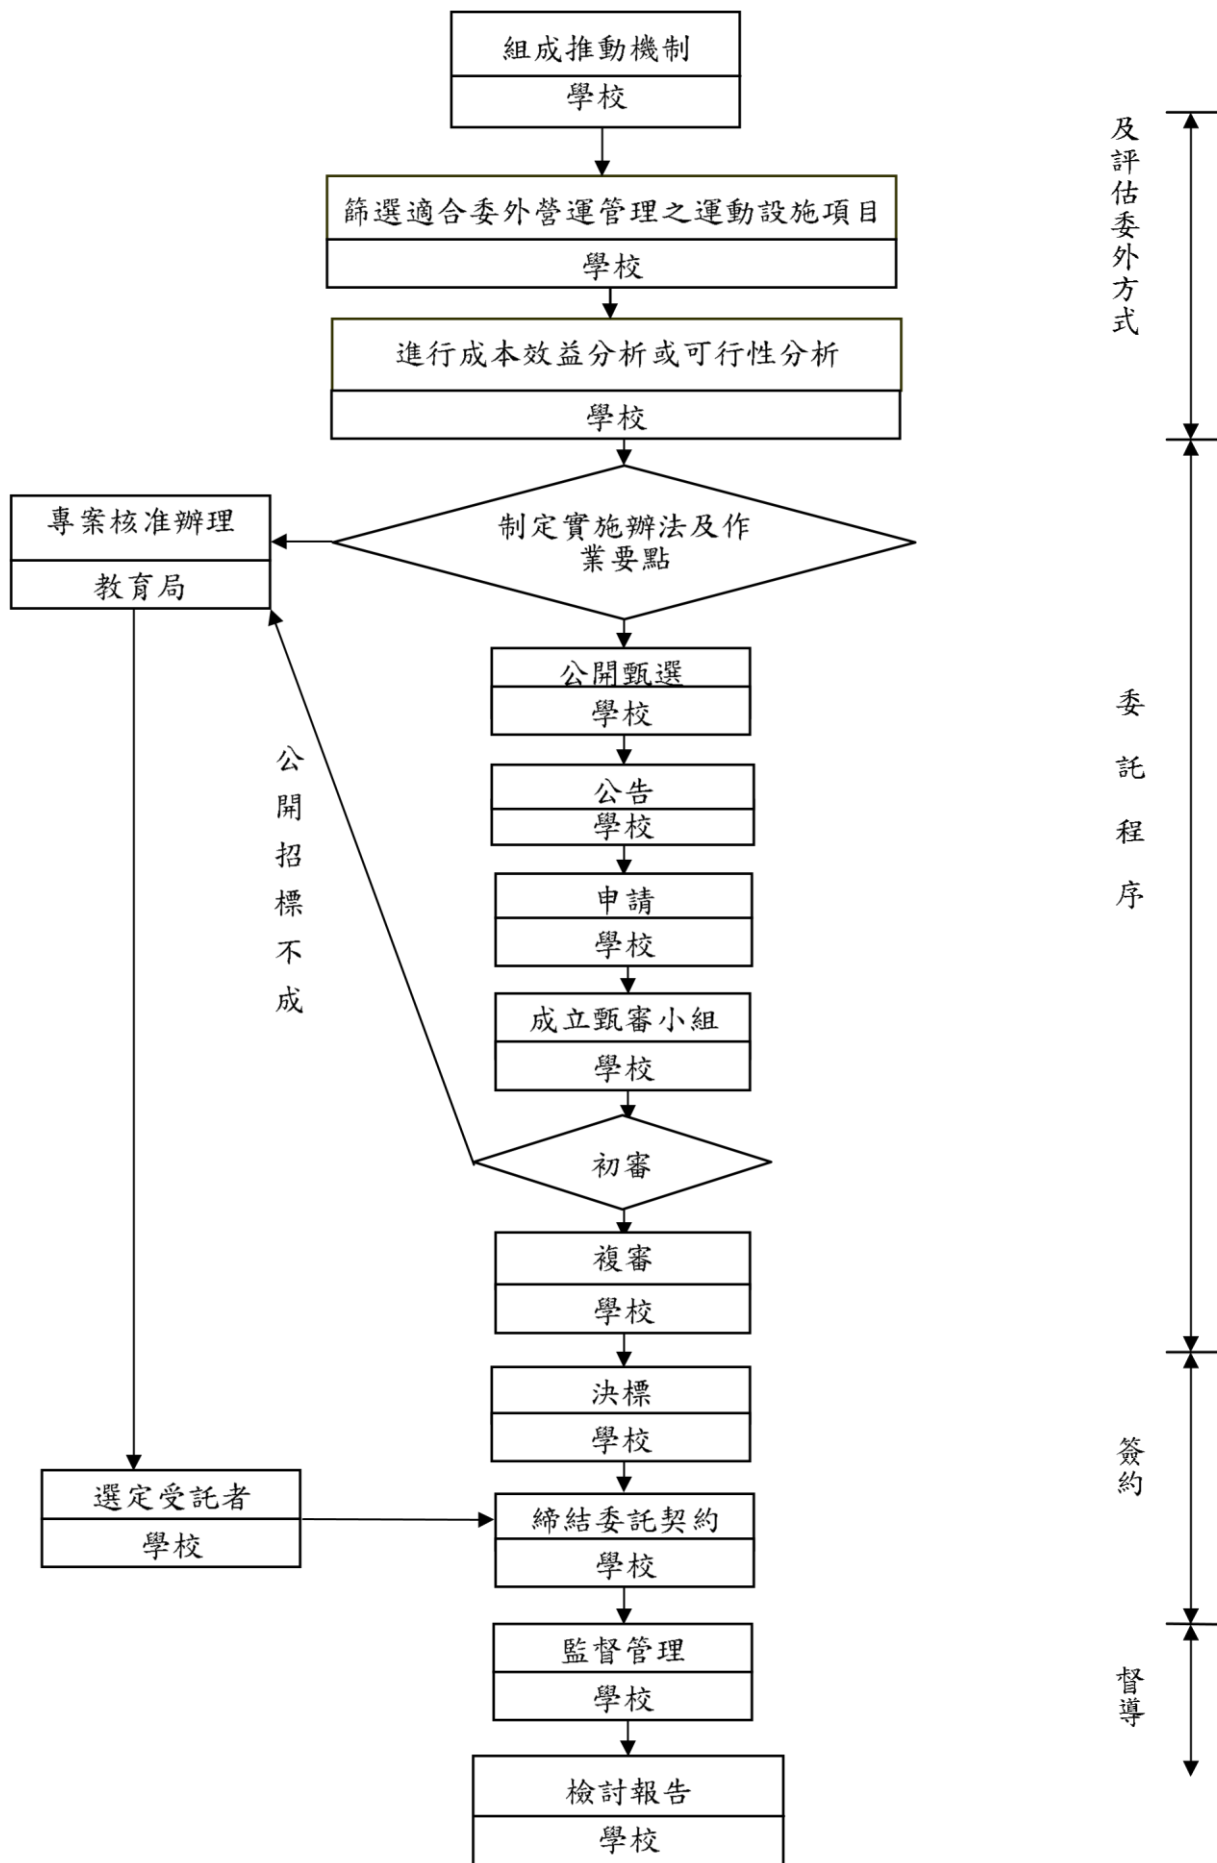 組成推動機制
學校
篩選適合委外營運管理之運動設施項目
學校
進行成本效益分析或可行性分析
學校
制定實施辦法及作
業要點
專案核准辦理
教育局
公開甄選
學校
公告
學校
申請
學校
成立甄審小組
學校
公開招標不成
初審
複審
學校
決標
學校
選定受託者
學校
締結委託契約
學校
監督管理
學校
檢討報告
學校
及評估委外方式
委託程序
簽約
督導